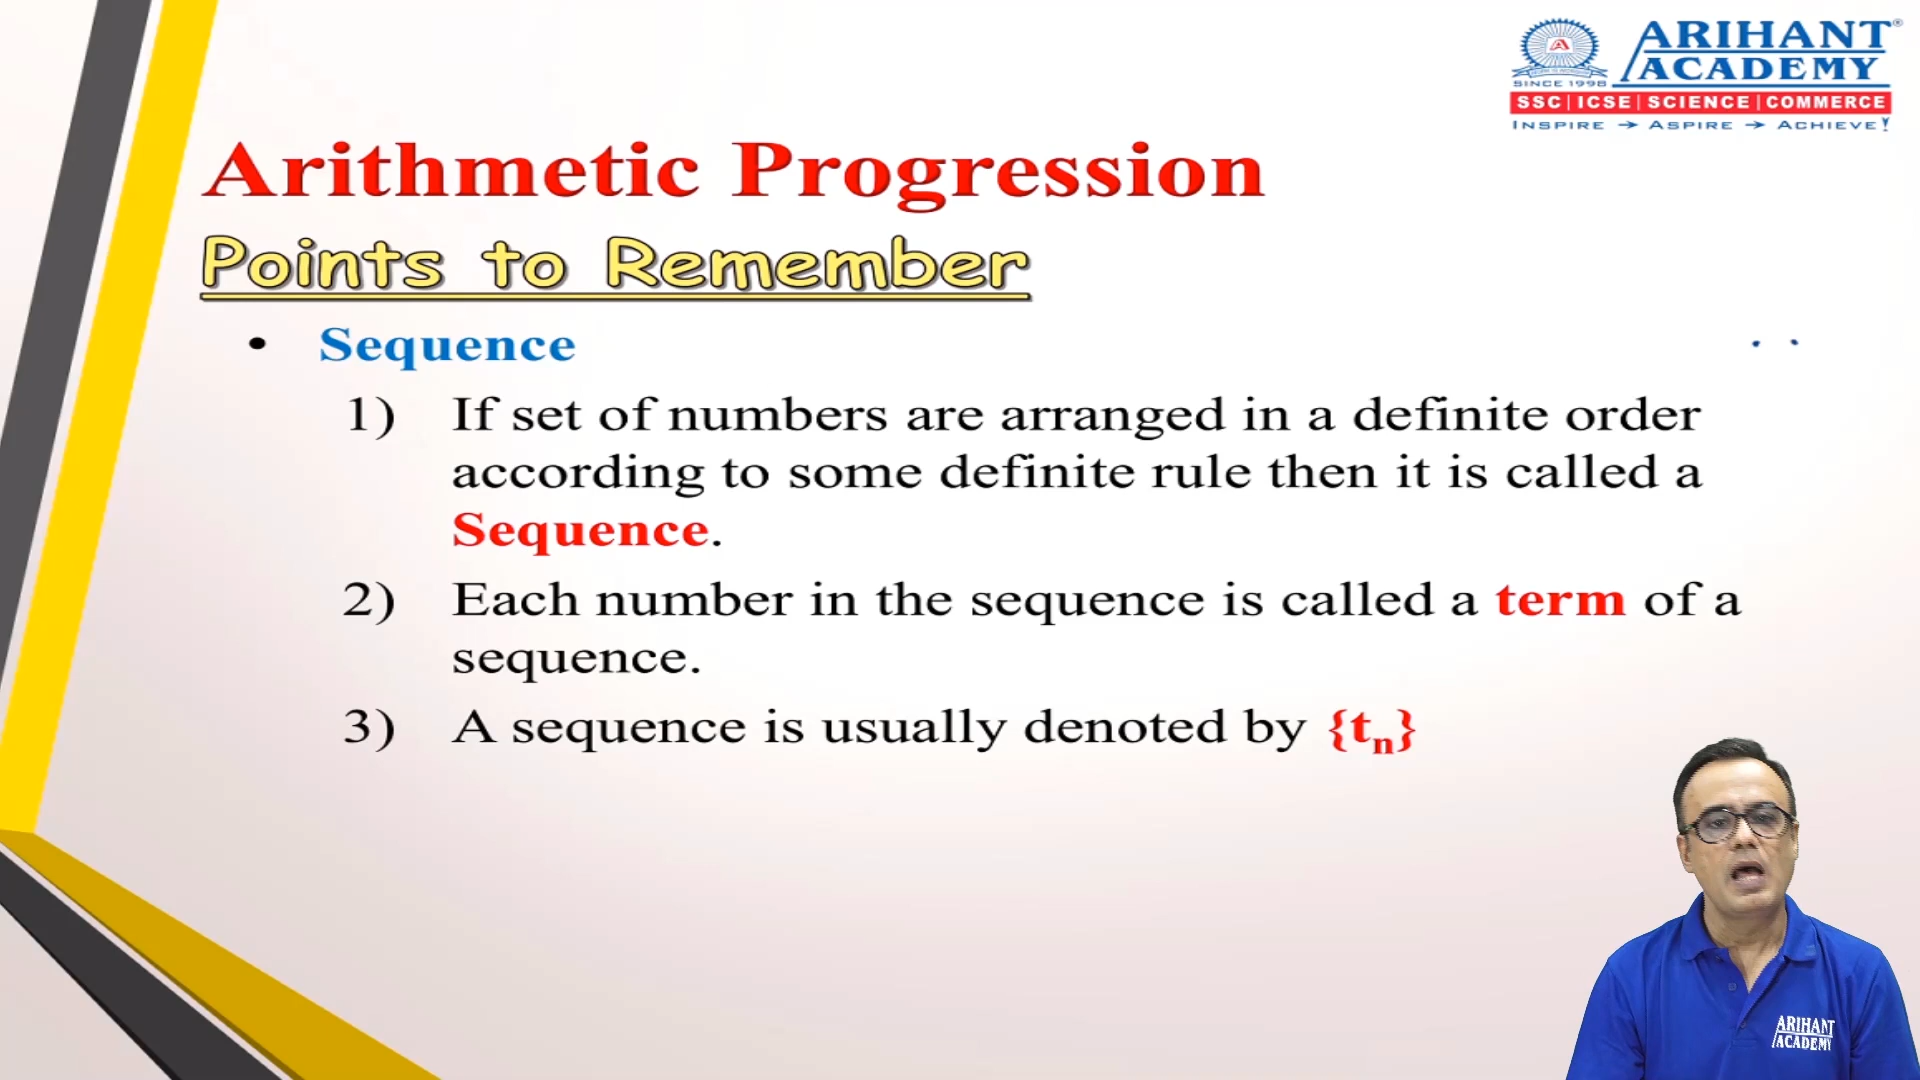 ARIHANT
ACADEMY
SINCE 1998
SSC | ICSE | SCIENCE | COMMERCE
INSPIRE → ASPIRE → ACHIEVE!
Arithmetic Progression
Points to Remember
• Sequence
1) If set of numbers are arranged in a definite order
according to some definite rule then it is called a
Sequence.
2) Each number in the sequence is called a term of a
sequence.
3) A sequence is usually denoted by {tₙ}
ARIHANT
ACADEMY